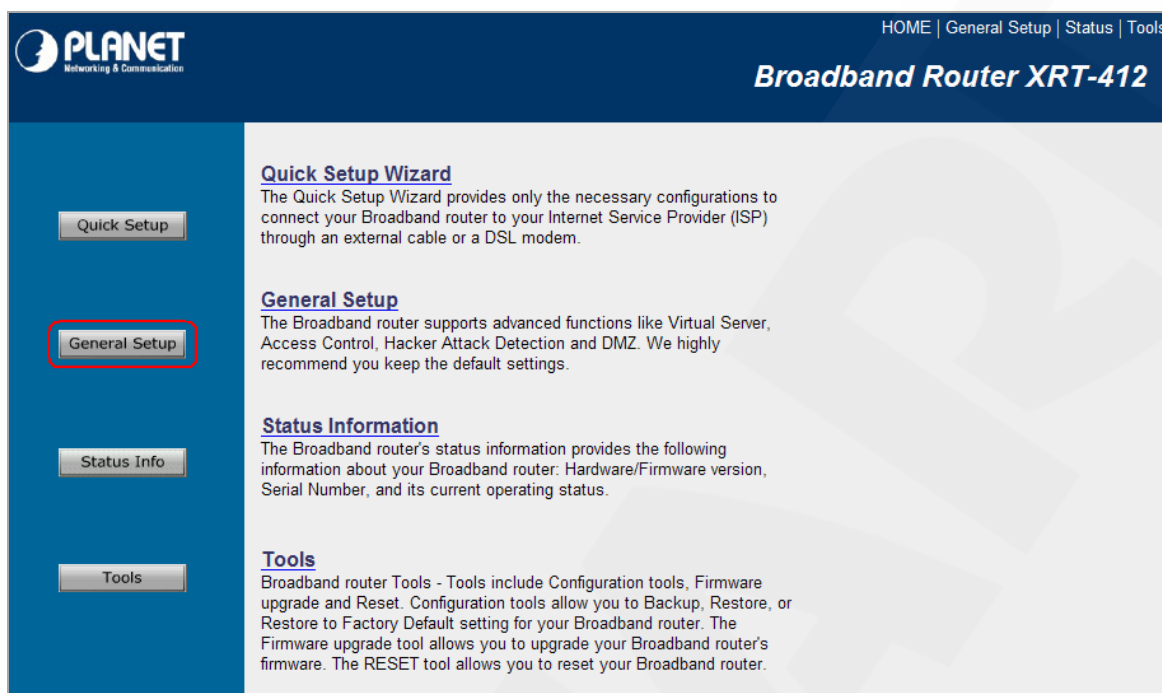 PLANET
Networking & Communication
HOME | General Setup | Status | Tools
Broadband Router XRT-412
Quick Setup
General Setup
Status Info
Tools
Quick Setup Wizard
The Quick Setup Wizard provides only the necessary configurations to
connect your Broadband router to your Internet Service Provider (ISP)
through an external cable or a DSL modem.
General Setup
The Broadband router supports advanced functions like Virtual Server,
Access Control, Hacker Attack Detection and DMZ. We highly
recommend you keep the default settings.
Status Information
The Broadband router's status information provides the following
information about your Broadband router: Hardware/Firmware version,
Serial Number, and its current operating status.
Tools
Broadband router Tools - Tools include Configuration tools, Firmware
upgrade and Reset. Configuration tools allow you to Backup, Restore, or
Restore to Factory Default setting for your Broadband router. The
Firmware upgrade tool allows you to upgrade your Broadband router's
firmware. The RESET tool allows you to reset your Broadband router.